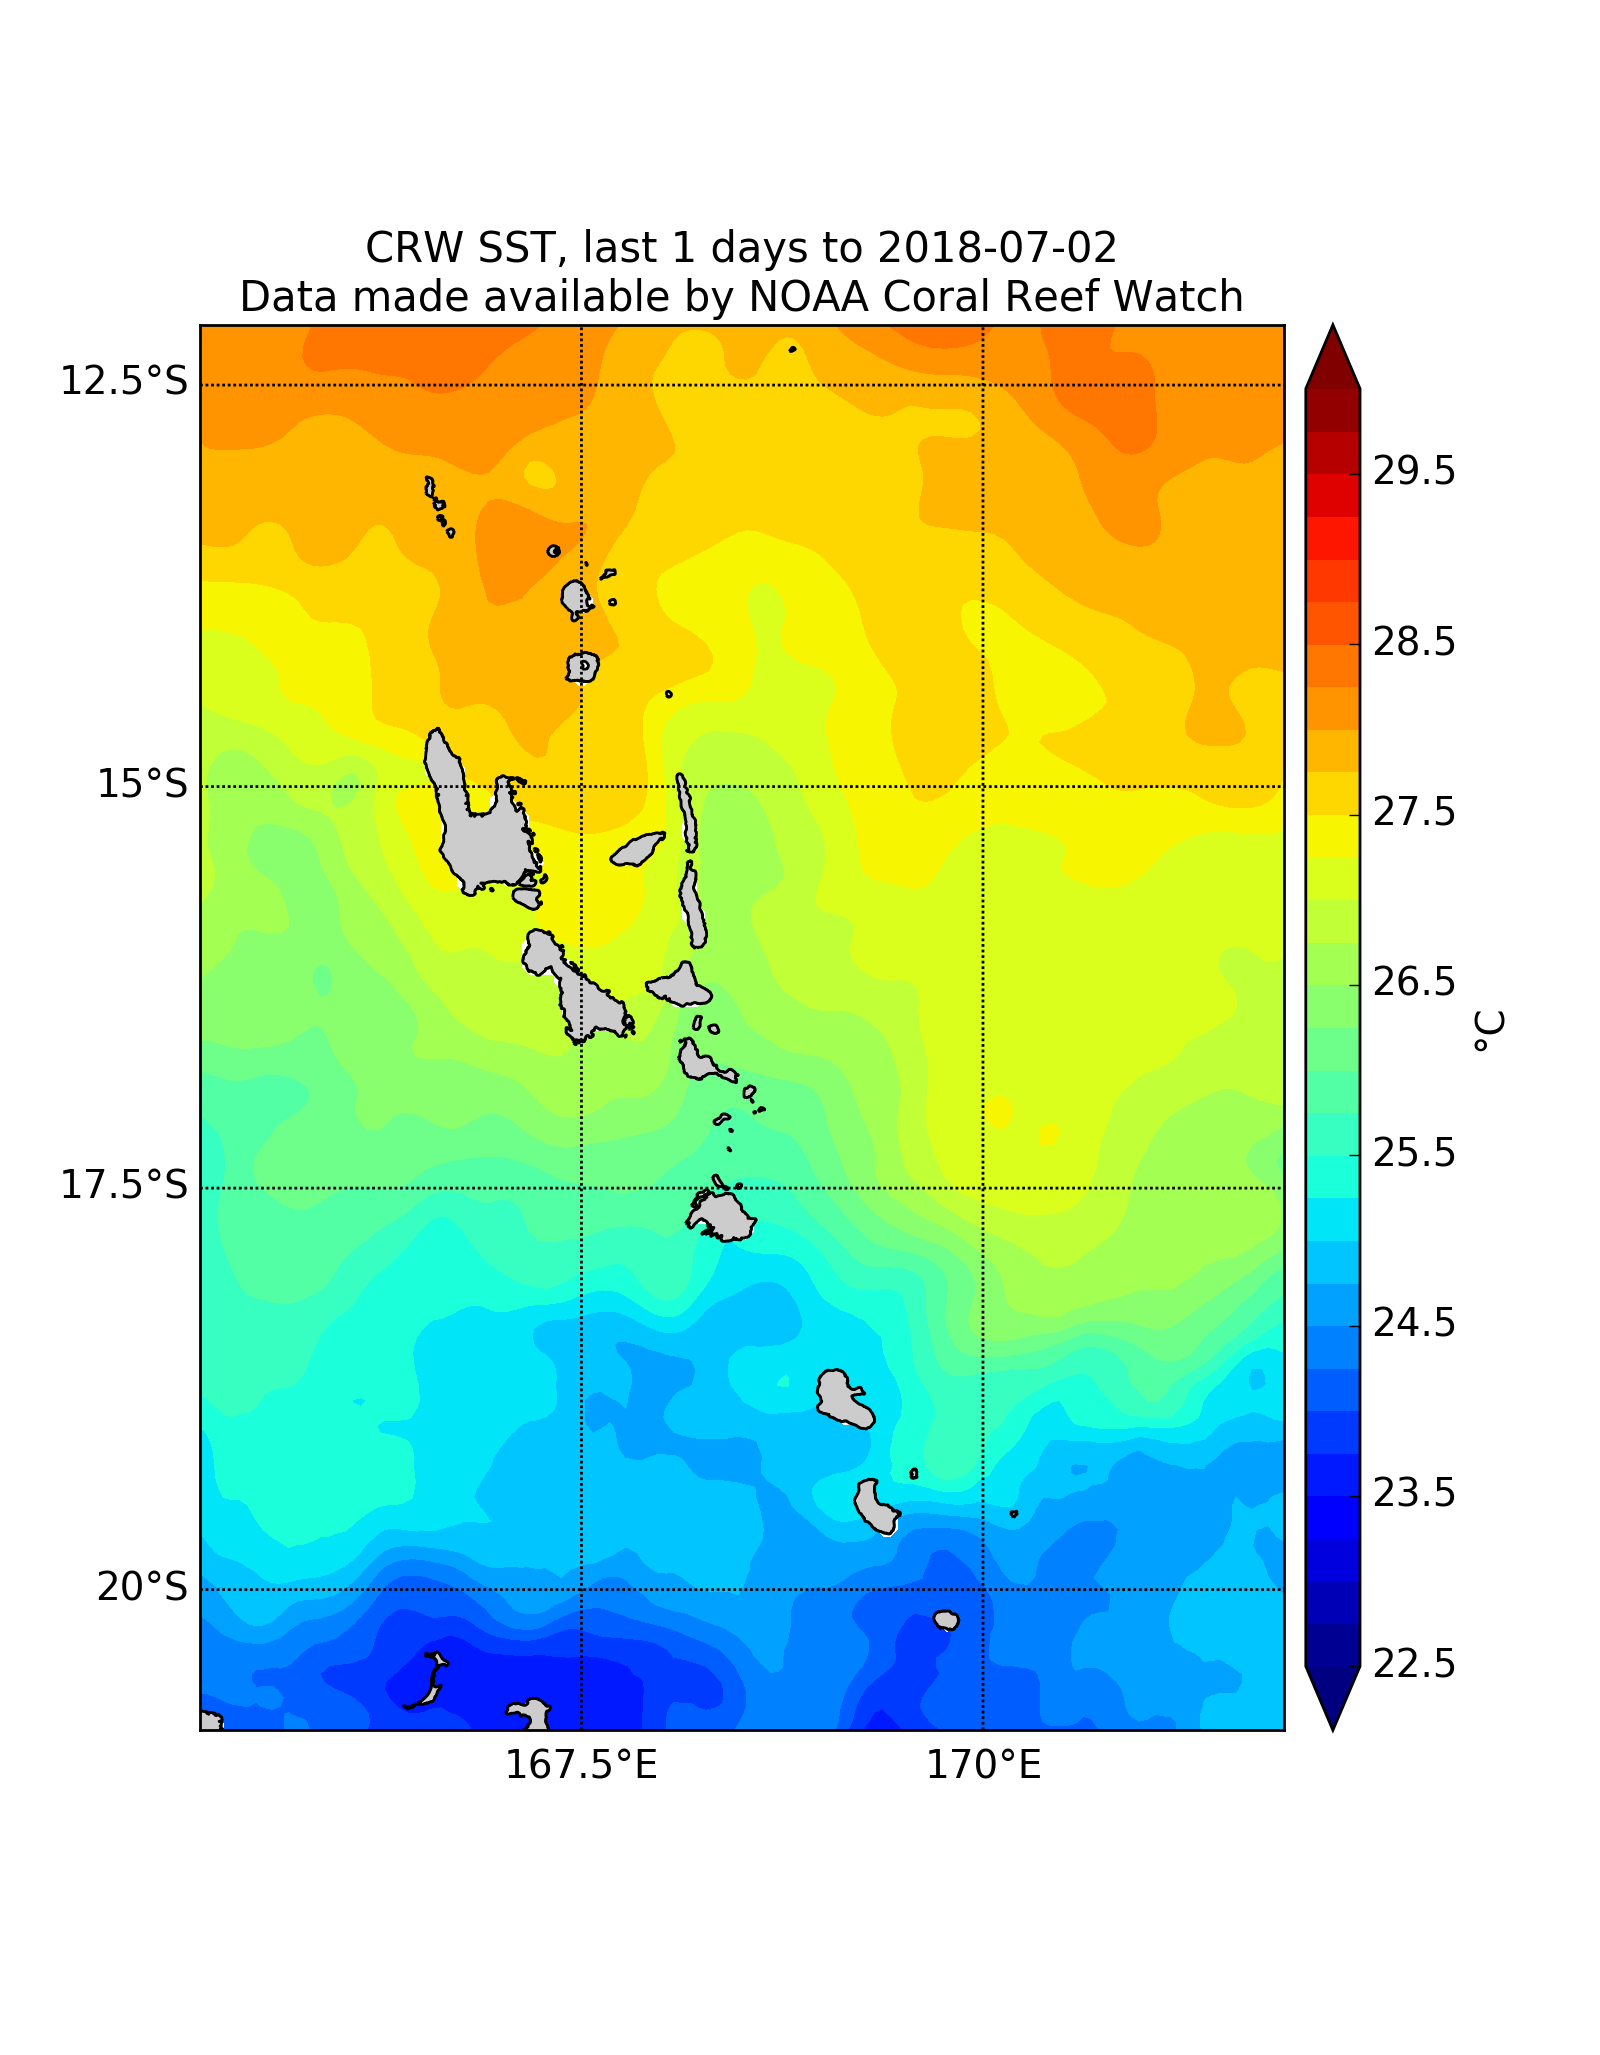 CRW SST, last 1 days to 2018-07-02
Data made available by NOAA Coral Reef Watch
12.5°S
15°S
17.5°S
20°S
167.5°E
170°E
29.5
28.5
27.5
26.5
25.5
24.5
23.5
22.5
°C